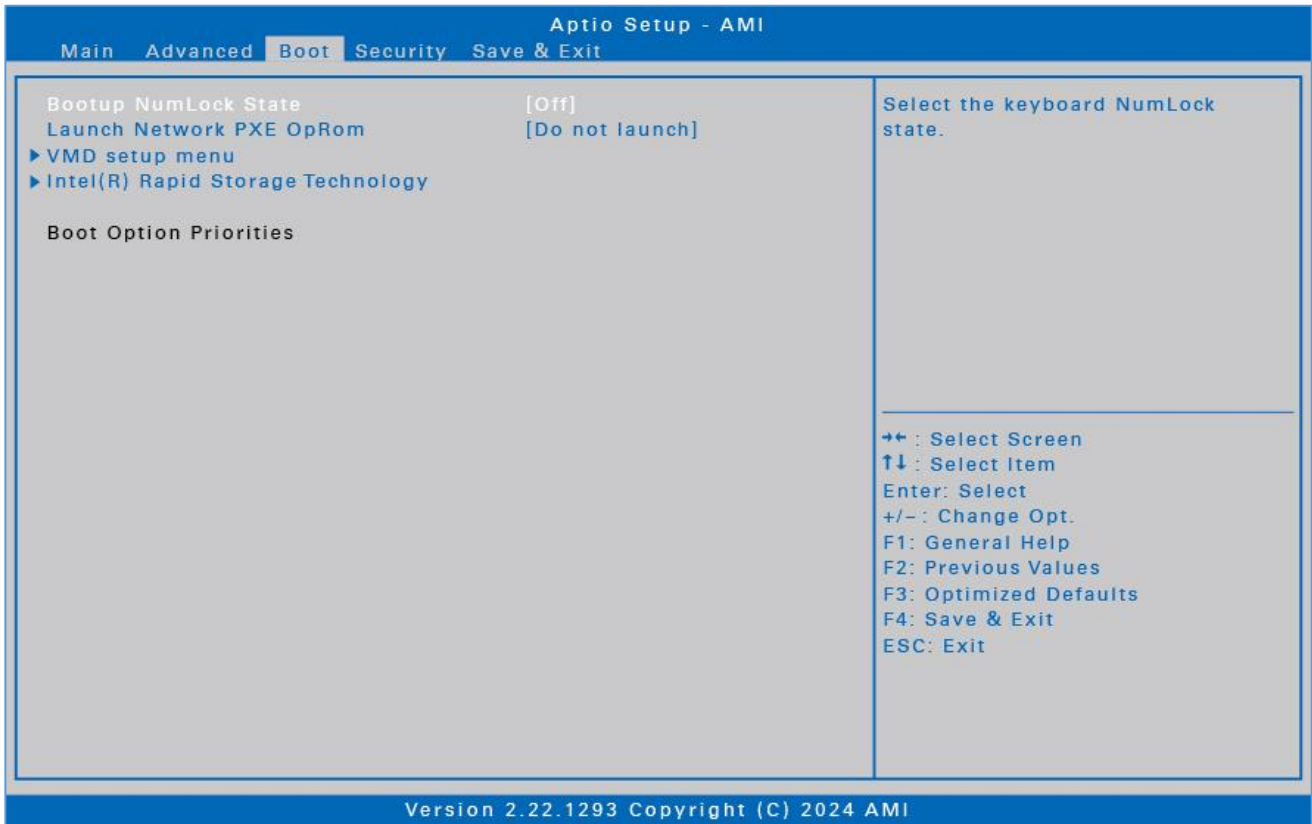 Aptio Setup - AMI
Main Advanced Boot Security Save & Exit
Bootup NumLock State [Off]
Launch Network PXE OpRom [Do not launch]
▶ VMD setup menu
▶ Intel(R) Rapid Storage Technology
Boot Option Priorities
Select the keyboard NumLock
state.
→← : Select Screen
↑↓ : Select Item
Enter: Select
+/– : Change Opt.
F1: General Help
F2: Previous Values
F3: Optimized Defaults
F4: Save & Exit
ESC: Exit
Version 2.22.1293 Copyright (C) 2024 AMI